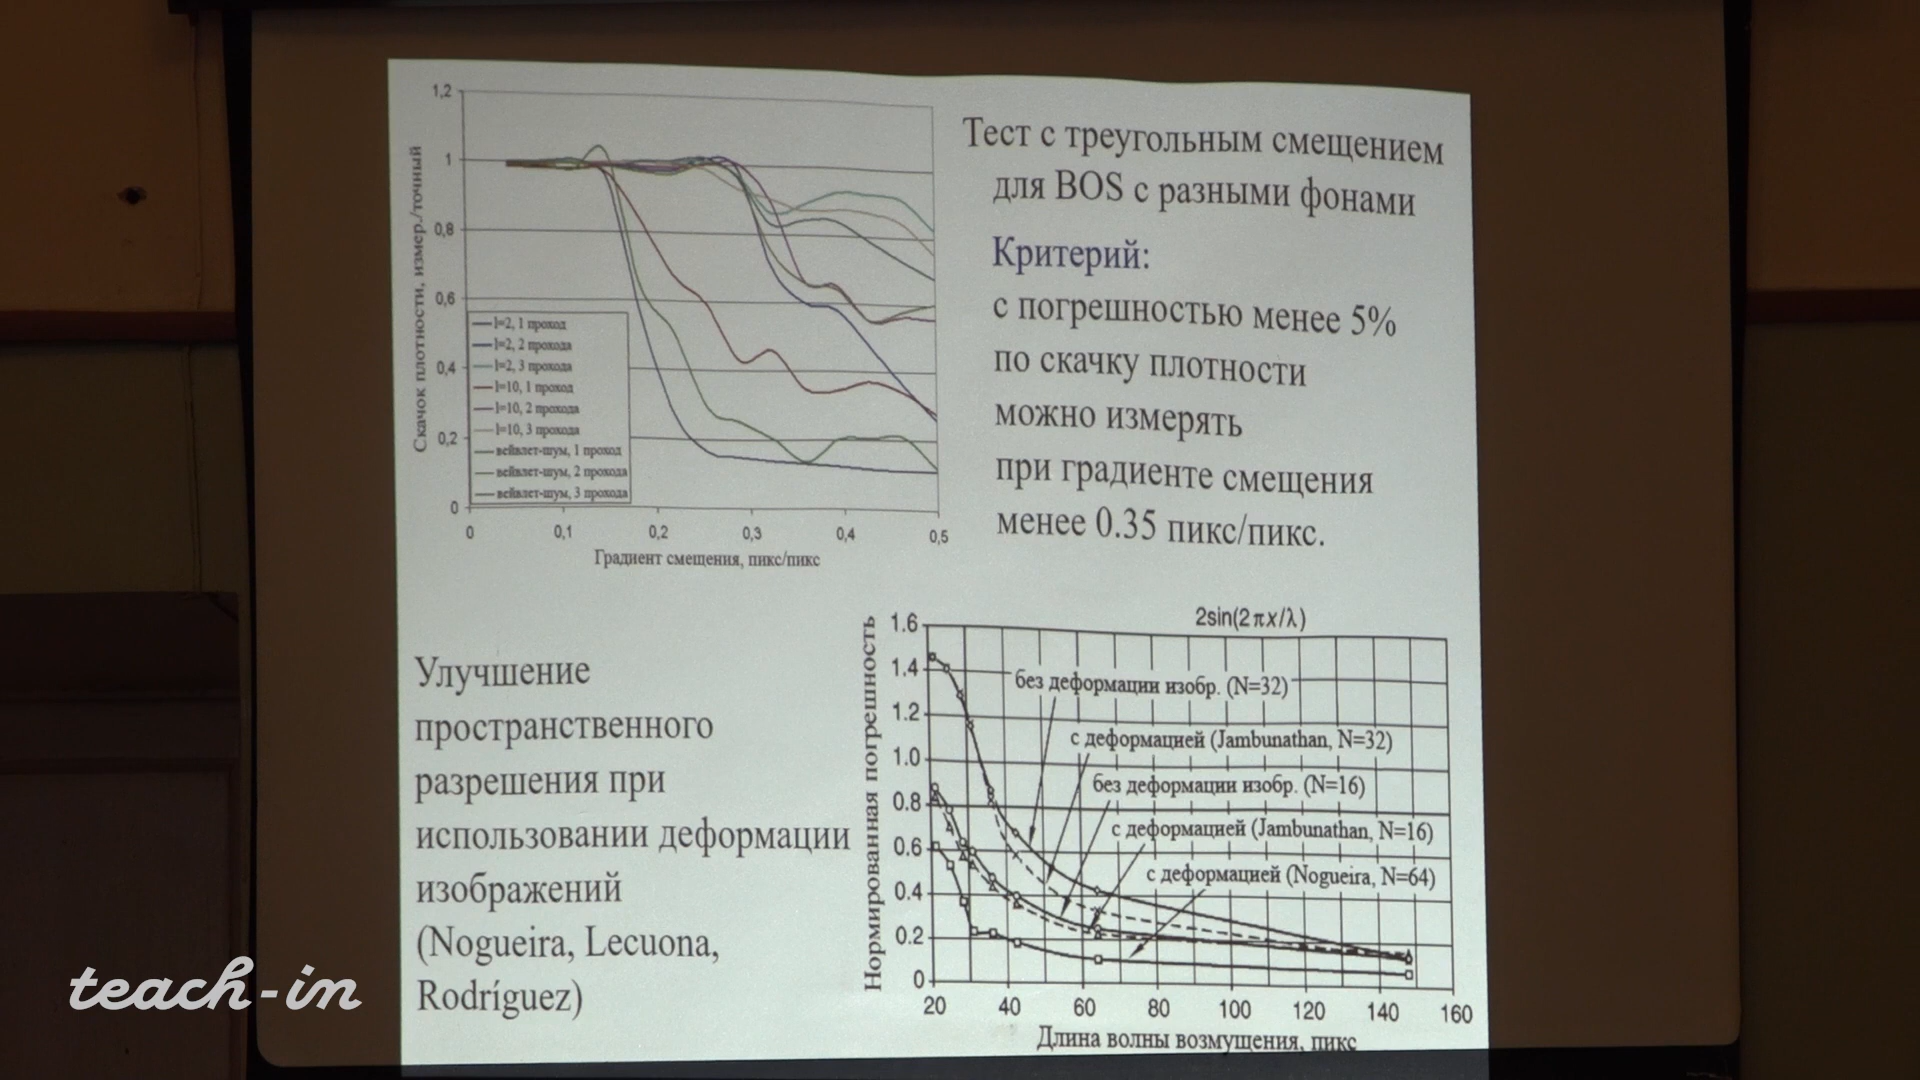 Тест с треугольным смещением
для BOS с разными фонами
Критерий:
с погрешностью менее 5%
по скачку плотности
можно измерять
при градиенте смещения
менее 0.35 пикс/пикс.
1,2
1
0,8
0,6
0,4
0,2
0
Скачок плотности, измер./точный
l=2, 1 проход
l=2, 2 прохода
l=2, 3 прохода
l=10, 1 проход
l=10, 2 прохода
l=10, 3 прохода
вейвлет-шум, 1 проход
вейвлет-шум, 2 прохода
вейвлет-шум, 3 прохода
0 0,1 0,2 0,3 0,4 0,5
Градиент смещения, пикс/пикс
Улучшение
пространственного
разрешения при
использовании деформации
изображений
(Nogueira, Lecuona,
Rodríguez)
2sin(2πx/λ)
Нормированная погрешность
1.6
1.4
1.2
1.0
0.8
0.6
0.4
0.2
0
без деформации изобр. (N=32)
с деформацией (Jambunathan, N=32)
без деформации изобр. (N=16)
с деформацией (Jambunathan, N=16)
с деформацией (Nogueira, N=64)
20 40 60 80 100 120 140 160
Длина волны возмущения, пикс
teach-in